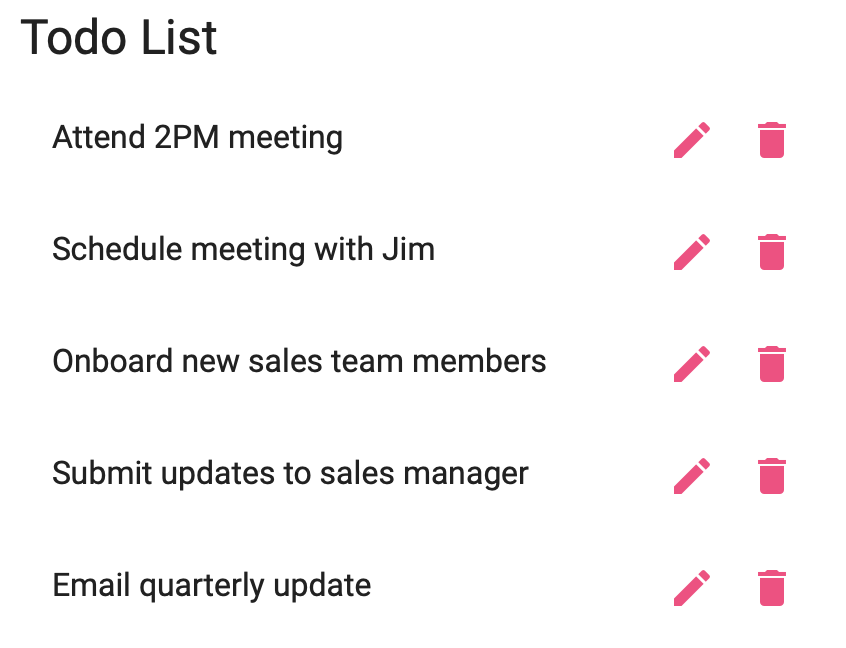 Todo List
Attend 2PM meeting
Schedule meeting with Jim
Onboard new sales team members
Submit updates to sales manager
Email quarterly update